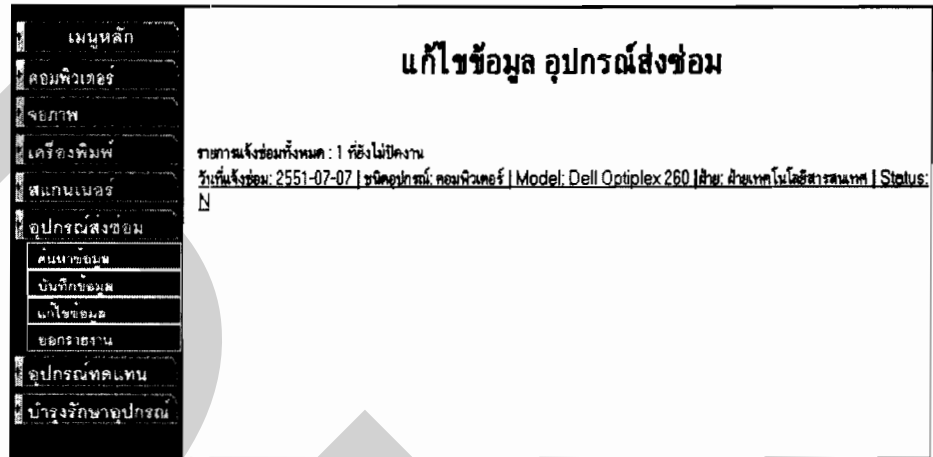 เมนูหลัก
คอมพิวเตอร์
จอภาพ
เครื่องพิมพ์
สแกนเนอร์
อุปกรณ์ส่งซ่อม
ค้นหาข้อมูล
บันทึกข้อมูล
แก้ไขข้อมูล
ออกรายงาน
อุปกรณ์ทดแทน
บำรุงรักษาอุปกรณ์
แก้ไขข้อมูล อุปกรณ์ส่งซ่อม
รายการแจ้งซ่อมทั้งหมด : 1 ที่ยังไม่ปิดงาน
วันที่แจ้งซ่อม: 2551-07-07 | ชนิดอุปกรณ์: คอมพิวเตอร์ | Model: Dell Optiplex 260 |ฝ่าย: ฝ่ายเทคโนโลยีสารสนเทศ | Status:
N